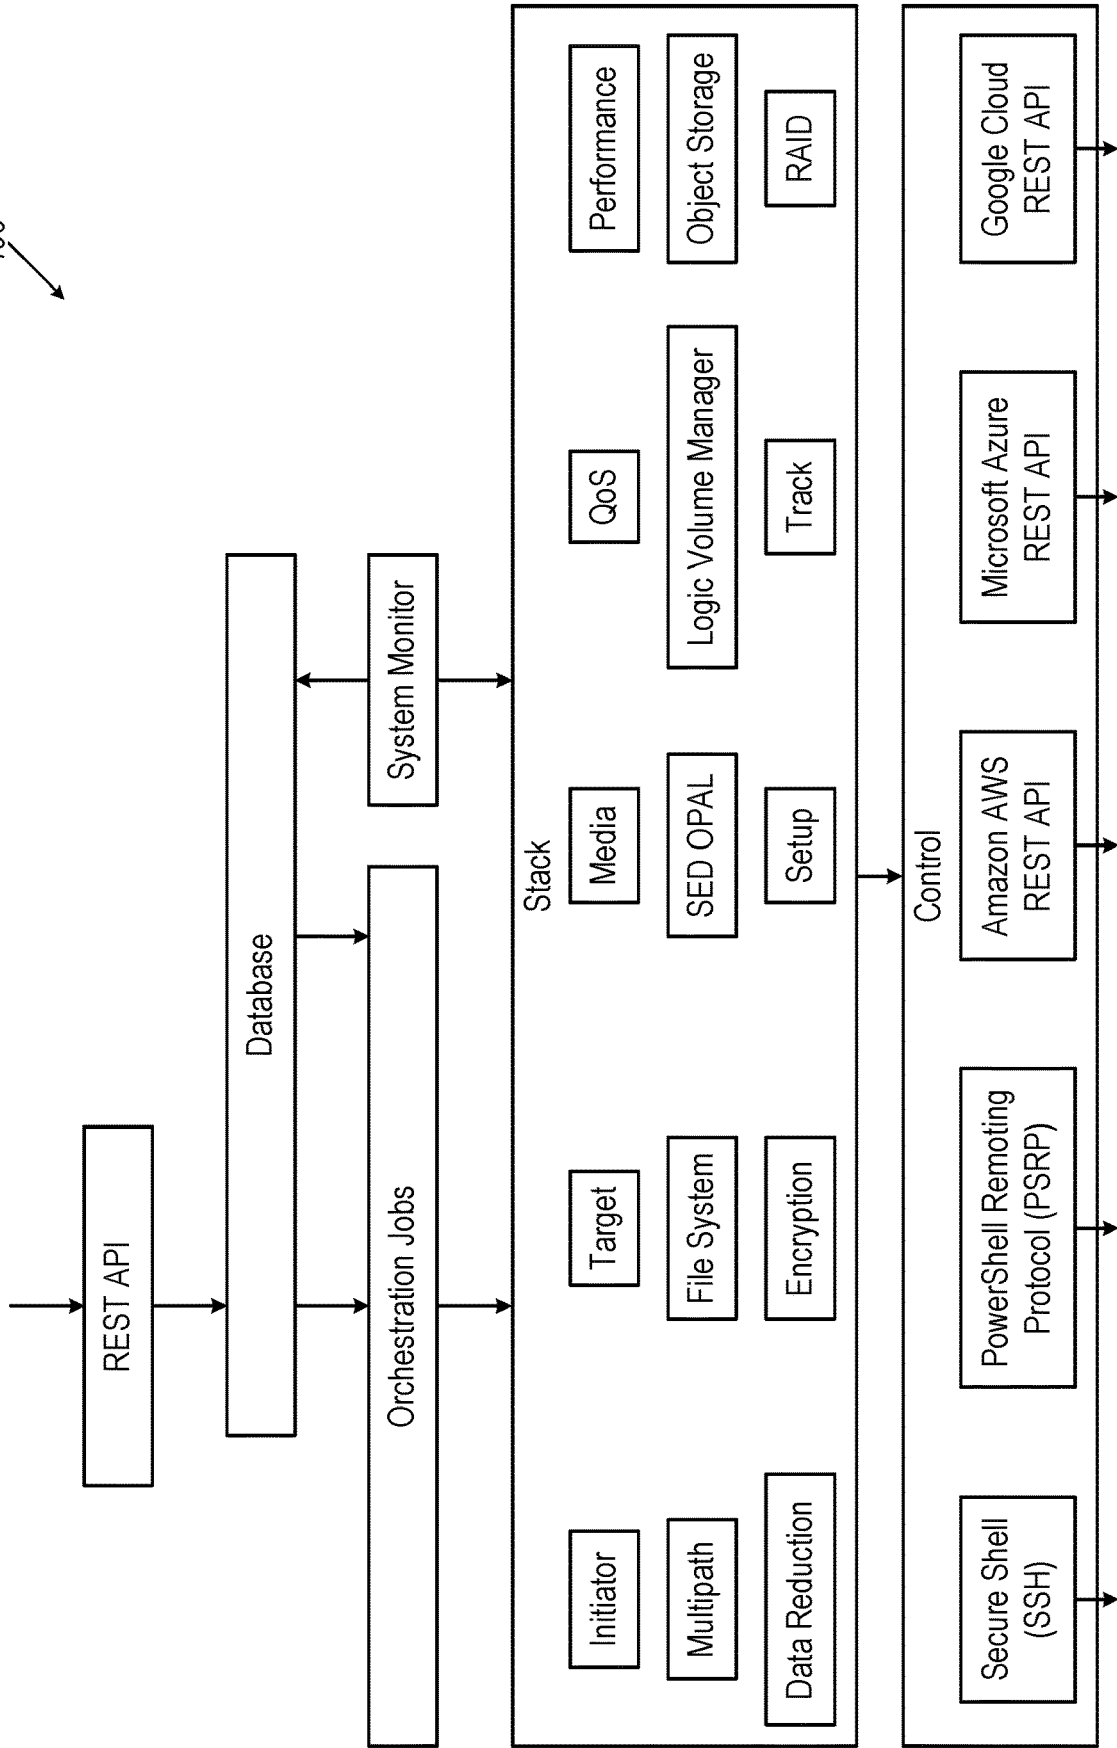 REST API
Database
Orchestration Jobs
System Monitor
Stack
Initiator
Target
Media
QoS
Performance
Multipath
File System
SED OPAL
Logic Volume Manager
Object Storage
Data Reduction
Encryption
Setup
Track
RAID
Control
Secure Shell
(SSH)
PowerShell Remoting
Protocol (PSRP)
Amazon AWS
REST API
Microsoft Azure
REST API
Google Cloud
REST API